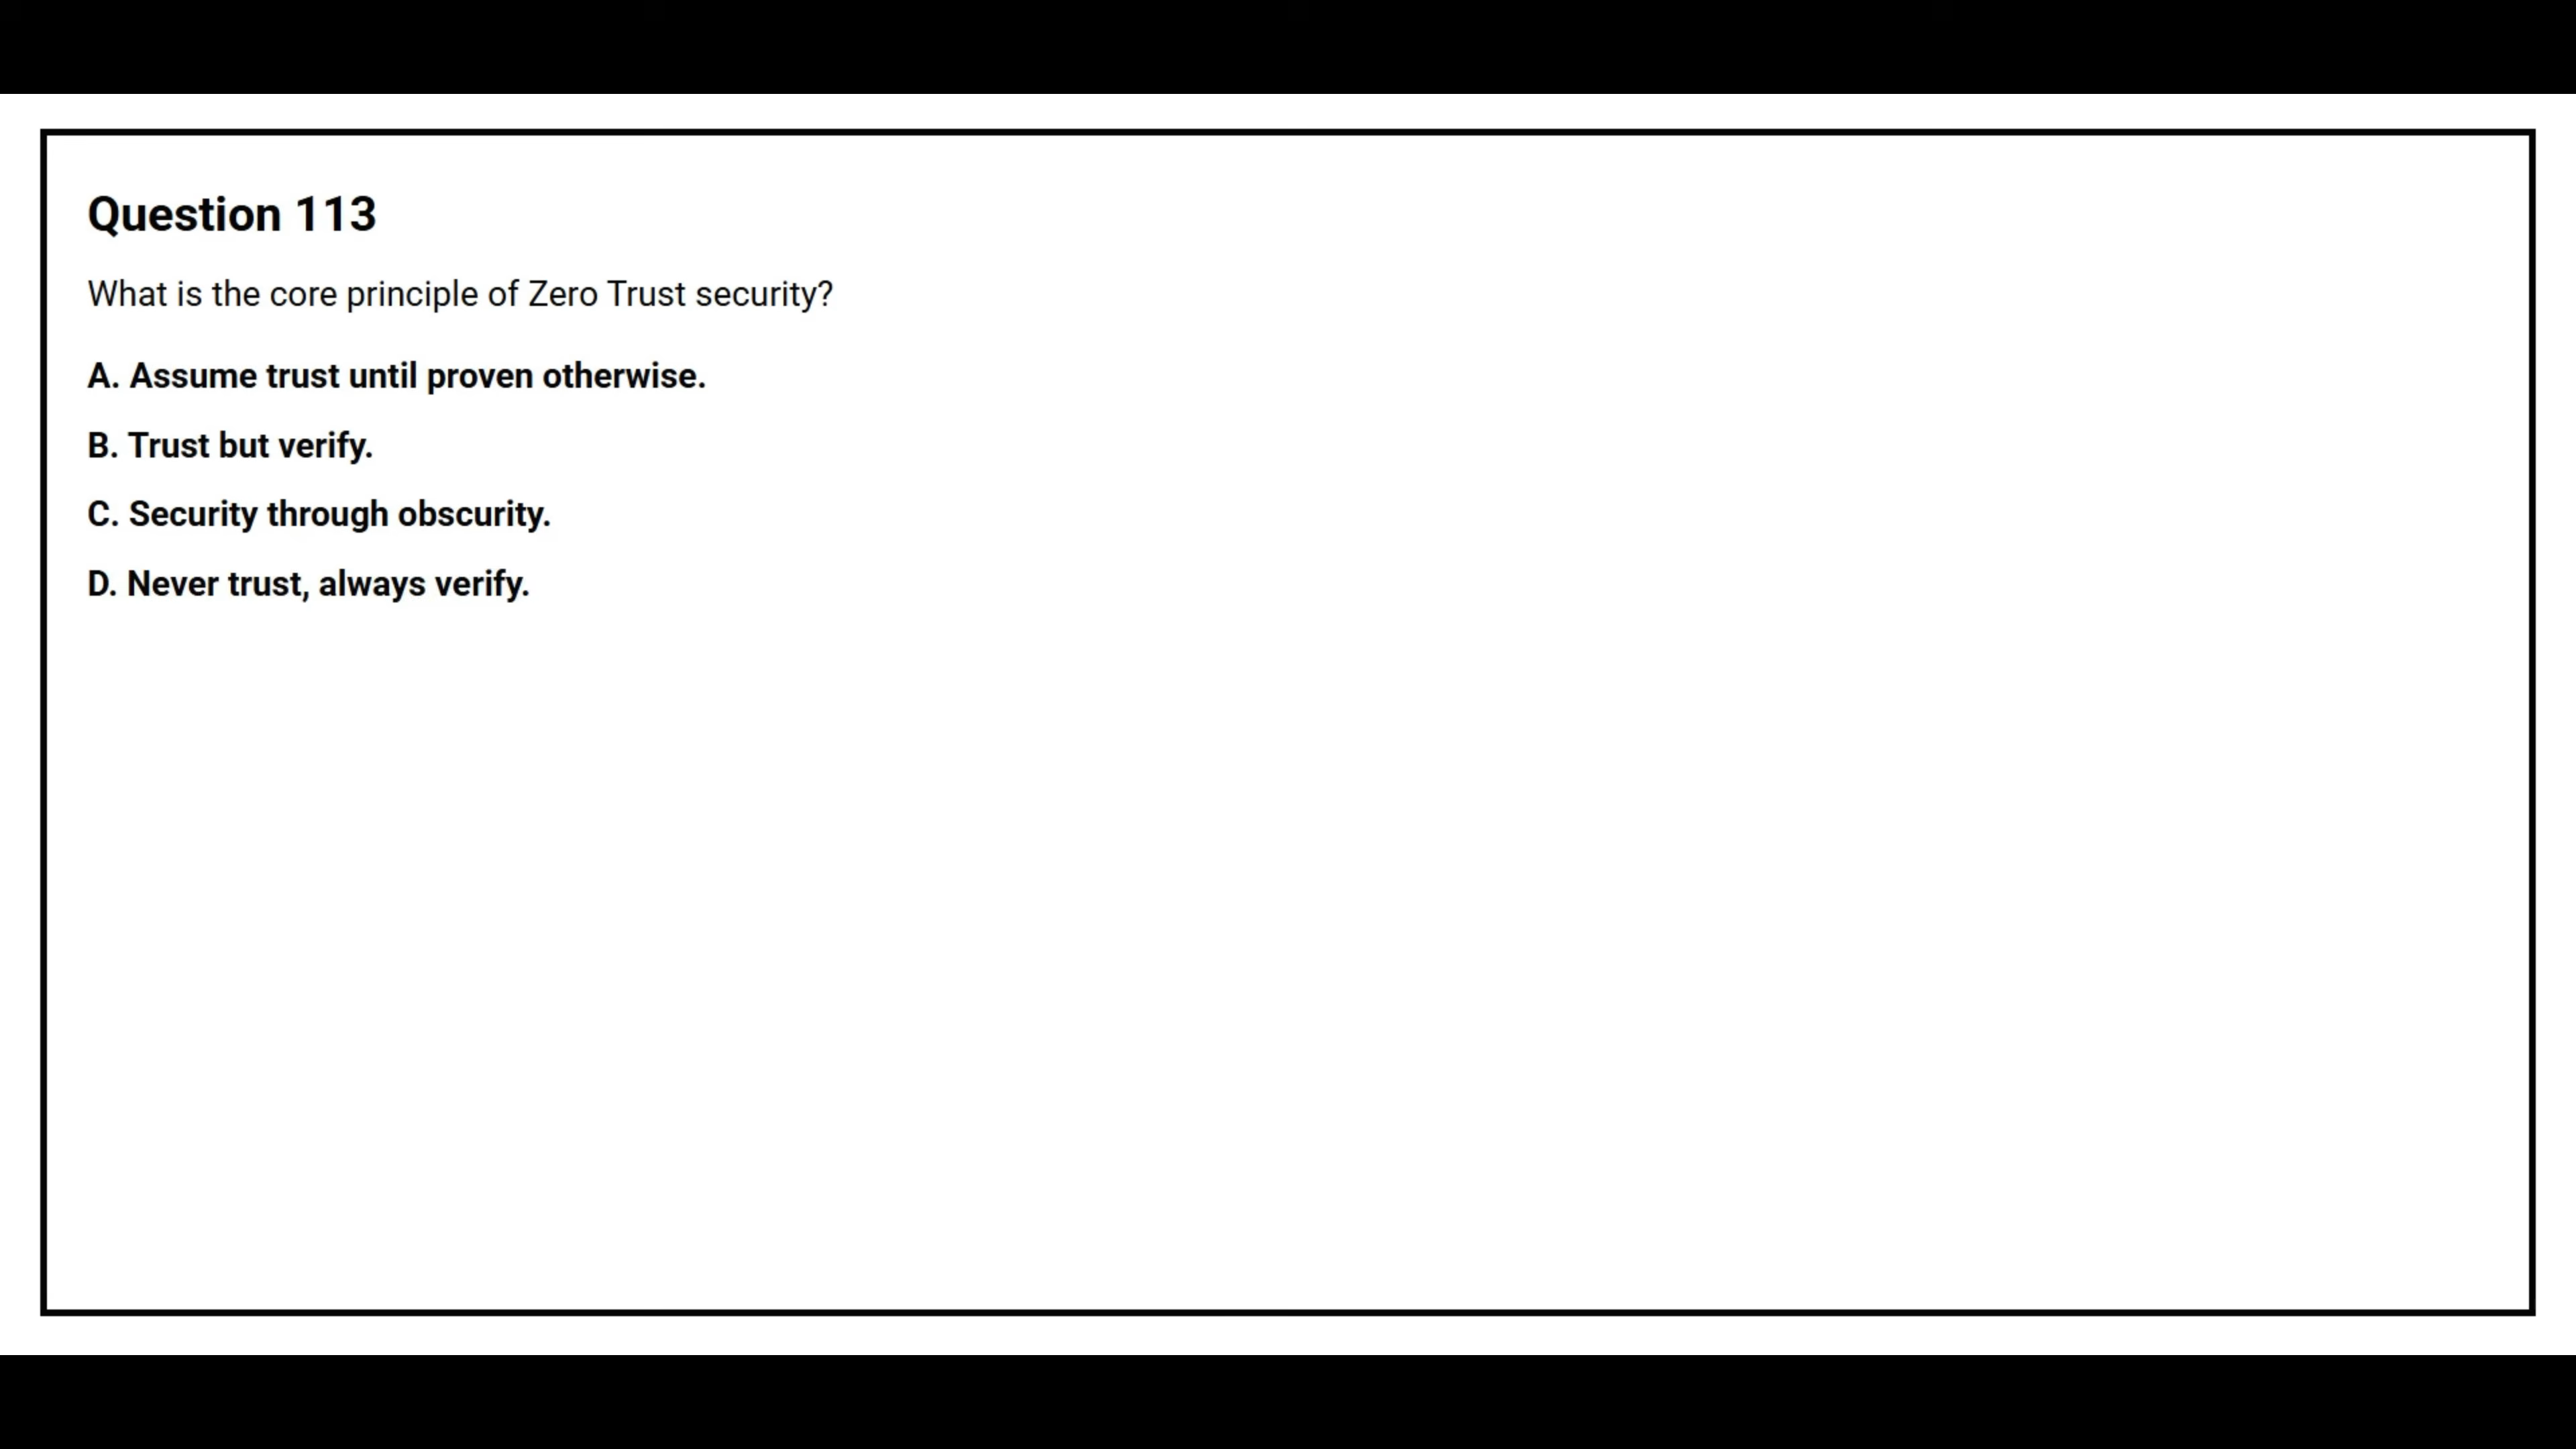 Question 113
What is the core principle of Zero Trust security?
A. Assume trust until proven otherwise.
B. Trust but verify.
C. Security through obscurity.
D. Never trust, always verify.